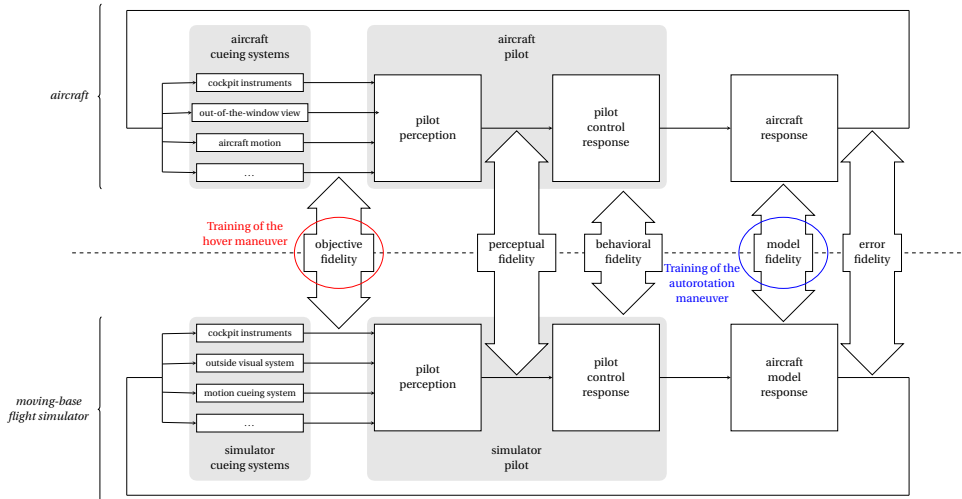 aircraft
cueing systems
aircraft
pilot
aircraft
cockpit instruments
out-of-the-window view
aircraft motion
...
pilot
perception
pilot
control
response
aircraft
response
Training of the
hover maneuver
objective
fidelity
perceptual
fidelity
behavioral
fidelity
Training of the
autorotation
maneuver
model
fidelity
error
fidelity
moving-base
flight simulator
cockpit instruments
outside visual system
motion cueing system
...
pilot
perception
pilot
control
response
aircraft
model
response
simulator
cueing systems
simulator
pilot